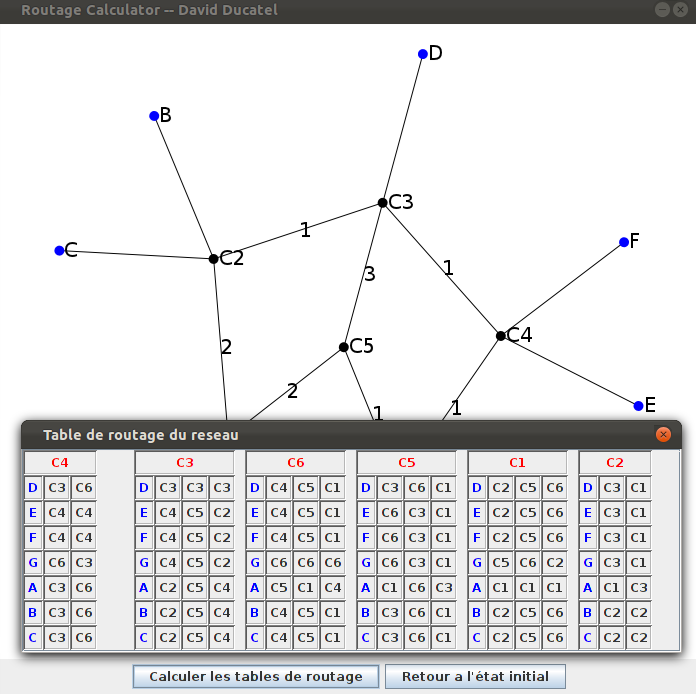 Routage Calculator -- David Ducatel
D
B
C3
1
F
C
C2
3
1
C4
2
C5
2
1
1
E
Table de routage du reseau
C4 C3 C6 C5 C1 C2
D C3 C6 D C3 C3 C3 D C4 C5 C1 D C3 C6 C1 D C2 C5 C6 D C3 C1
E C4 C4 E C4 C5 C2 E C4 C5 C1 E C6 C3 C1 E C2 C5 C6 E C3 C1
F C4 C4 F C4 C5 C2 F C4 C5 C1 F C6 C3 C1 F C2 C5 C6 F C3 C1
G C6 C3 G C4 C5 C2 G C6 C6 C6 G C6 C3 C1 G C5 C6 C2 G C3 C1
A C3 C6 A C2 C5 C4 A C5 C1 C4 A C1 C6 C3 A C1 C1 C1 A C1 C3
B C3 C6 B C2 C5 C4 B C4 C5 C1 B C3 C6 C1 B C2 C5 C6 B C2 C2
C C3 C6 C C2 C5 C4 C C4 C5 C1 C C3 C6 C1 C C2 C5 C6 C C2 C2
Calculer les tables de routage Retour a l'état initial